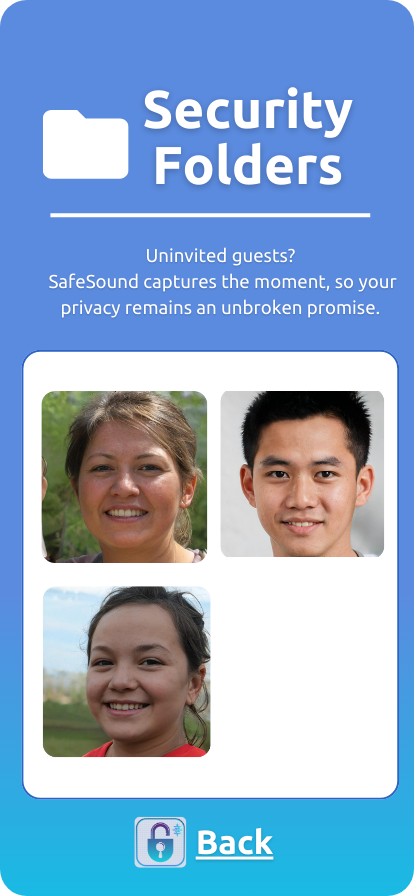 Security
Folders
Uninvited guests?
SafeSound captures the moment, so your
privacy remains an unbroken promise.
Back